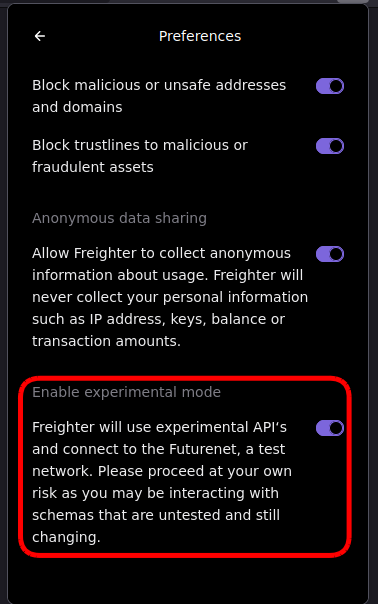 Preferences
Block malicious or unsafe addresses
and domains
Block trustlines to malicious or
fraudulent assets
Anonymous data sharing
Allow Freighter to collect anonymous
information about usage. Freighter will
never collect your personal information
such as IP address, keys, balance or
transaction amounts.
Enable experimental mode
Freighter will use experimental API‘s
and connect to the Futurenet, a test
network. Please proceed at your own
risk as you may be interacting with
schemas that are untested and still
changing.